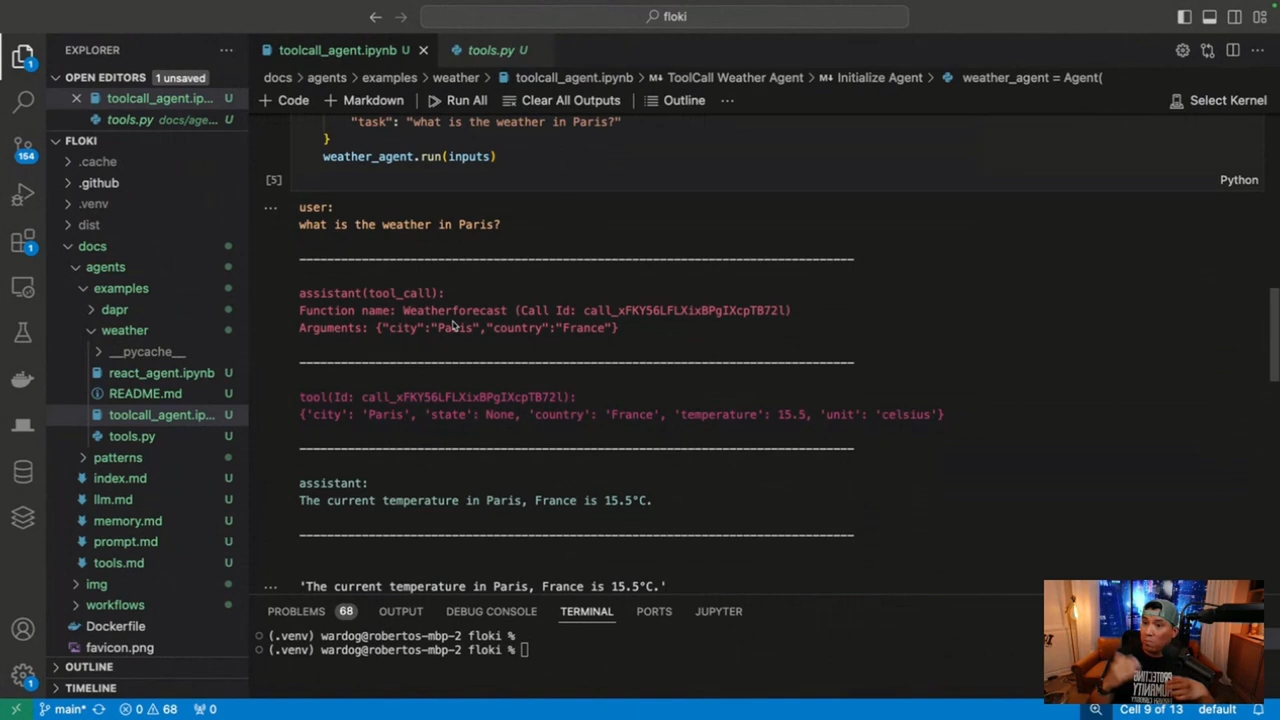 floki
EXPLORER
OPEN EDITORS 1 unsaved
toolcall_agent.ip... U
tools.py docs/age... U
FLOKI
.cache
.github
.venv
dist
docs
agents
examples
dapr
weather
__pycache__
react_agent.ipynb U
README.md U
toolcall_agent.ip... U
tools.py U
patterns
index.md U
llm.md U
memory.md U
prompt.md U
tools.md U
img
workflows
Dockerfile U
favicon.png U
OUTLINE
TIMELINE
1
154
1
1
toolcall_agent.ipynb U
tools.py U
docs > agents > examples > weather > toolcall_agent.ipynb > ToolCall Weather Agent > Initialize Agent > weather_agent = Agent(
+ Code + Markdown Run All Clear All Outputs Outline ... Select Kernel
"task": "what is the weather in Paris?"
}
weather_agent.run(inputs)
[5] Python
user:
what is the weather in Paris?
assistant(tool_call):
Function name: Weatherforecast (Call Id: call_xFKY56LFLXixBPgIXcpTB72l)
Arguments: {"city":"Paris","country":"France"}
tool(Id: call_xFKY56LFLXixBPgIXcpTB72l):
{'city': 'Paris', 'state': None, 'country': 'France', 'temperature': 15.5, 'unit': 'celsius'}
assistant:
The current temperature in Paris, France is 15.5°C.
'The current temperature in Paris, France is 15.5°C.'
PROBLEMS 68 OUTPUT DEBUG CONSOLE TERMINAL PORTS JUPYTER
(.venv) wardog@robertos-mbp-2 floki %
(.venv) wardog@robertos-mbp-2 floki %
PROTECTING
HUMANITY
main* 0 68 0 Cell 9 of 13 default